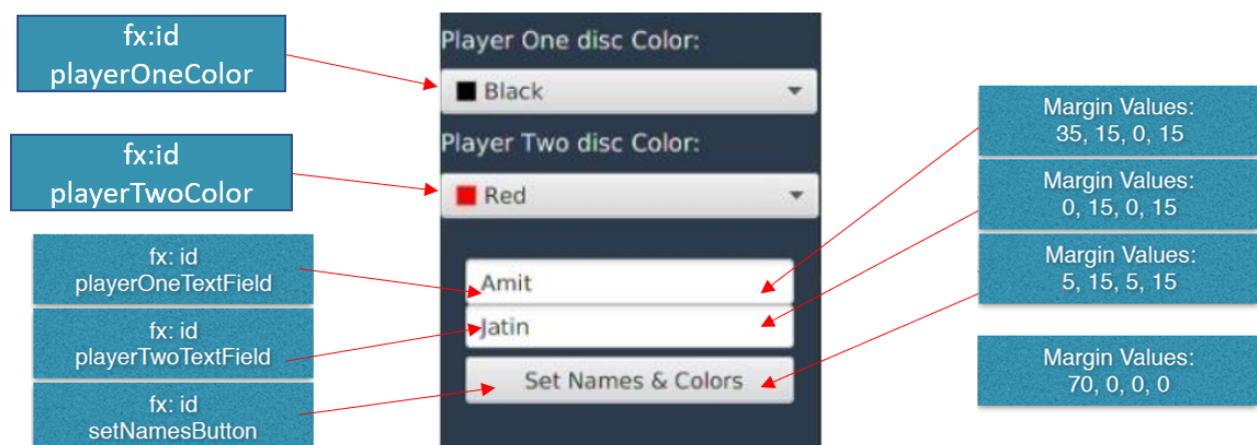 fx:id
playerOneColor
fx:id
playerTwoColor
fx: id
playerOneTextField
fx: id
playerTwoTextField
fx: id
setNamesButton
Player One disc Color:
Black
Player Two disc Color:
Red
Amit
Jatin
Set Names & Colors
Margin Values:
35, 15, 0, 15
Margin Values:
0, 15, 0, 15
Margin Values:
5, 15, 5, 15
Margin Values:
70, 0, 0, 0